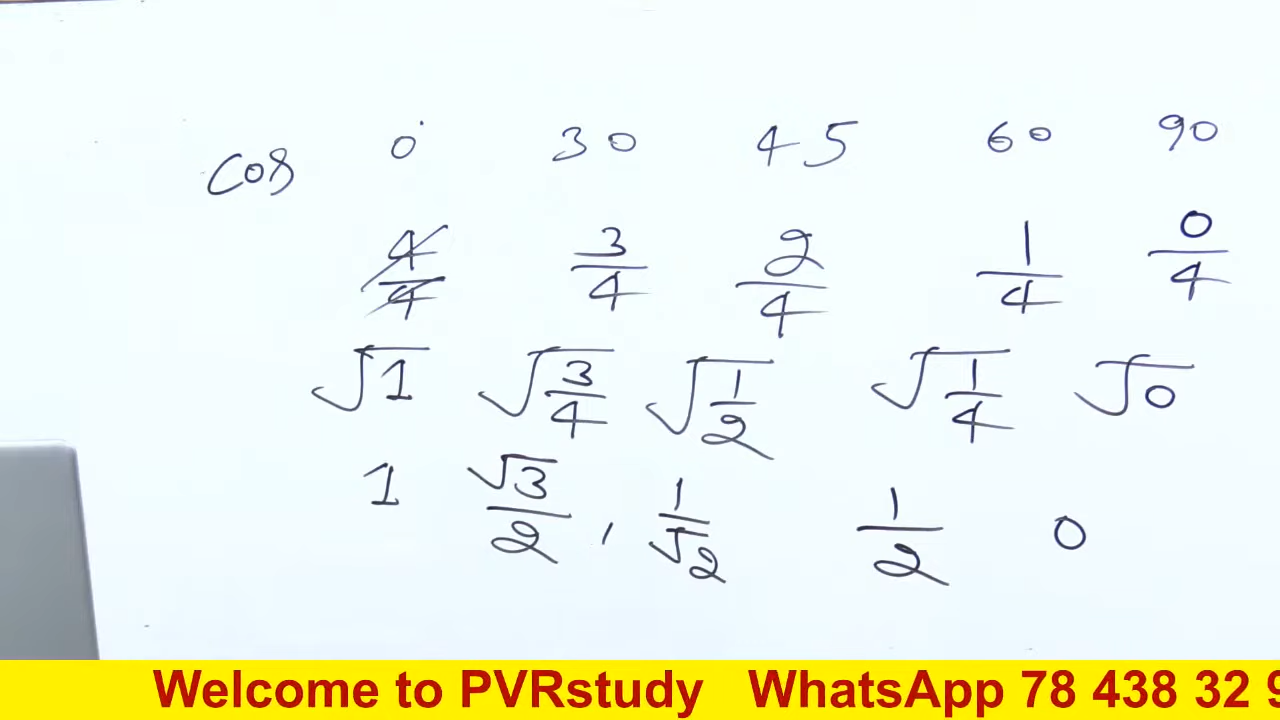 cos 0° 30 45 60 90
4/4 3/4 2/4 1/4 0/4
√1 √3/4 √1/2 √1/4 √0
1 √3/2 , 1/√2 1/2 0
Welcome to PVRstudy WhatsApp 78 438 32 9